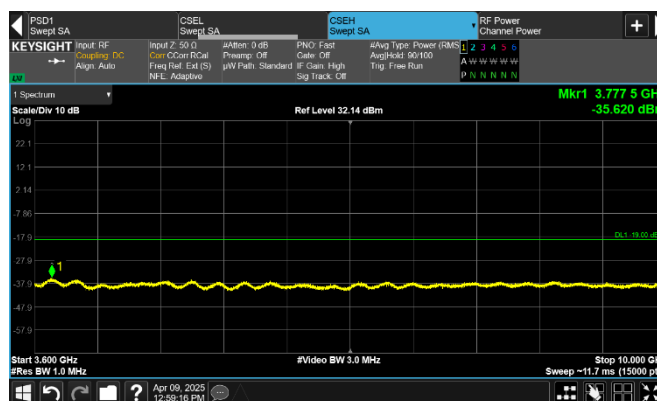 PSD1
Swept SA
CSEL
Swept SA
CSEH
Swept SA
RF Power
Channel Power
KEYSIGHT
Input: RF
Coupling: DC
Align: Auto
Input Z: 50 Ω
Corr CCorr RCal
Freq Ref: Ext (S)
NFE: Adaptive
#Atten: 0 dB
Preamp: Off
µW Path: Standard
PNO: Fast
Gate: Off
IF Gain: High
Sig Track: Off
#Avg Type: Power (RMS)
Avg|Hold: 90/100
Trig: Free Run
1 2 3 4 5 6
A W W W W W
P N N N N N
LXI
1 Spectrum
Scale/Div 10 dB
Ref Level 32.14 dBm
Mkr1 3.777 5 GH
-35.620 dB
Log
22.1
12.1
2.14
-7.86
-17.9
-27.9
-37.9
-47.9
-57.9
DL1 -19.00 dB
1
Start 3.600 GHz
#Res BW 1.0 MHz
#Video BW 3.0 MHz
Stop 10.000 G
Sweep ~11.7 ms (15000 pt
Apr 09, 2025
12:59:16 PM